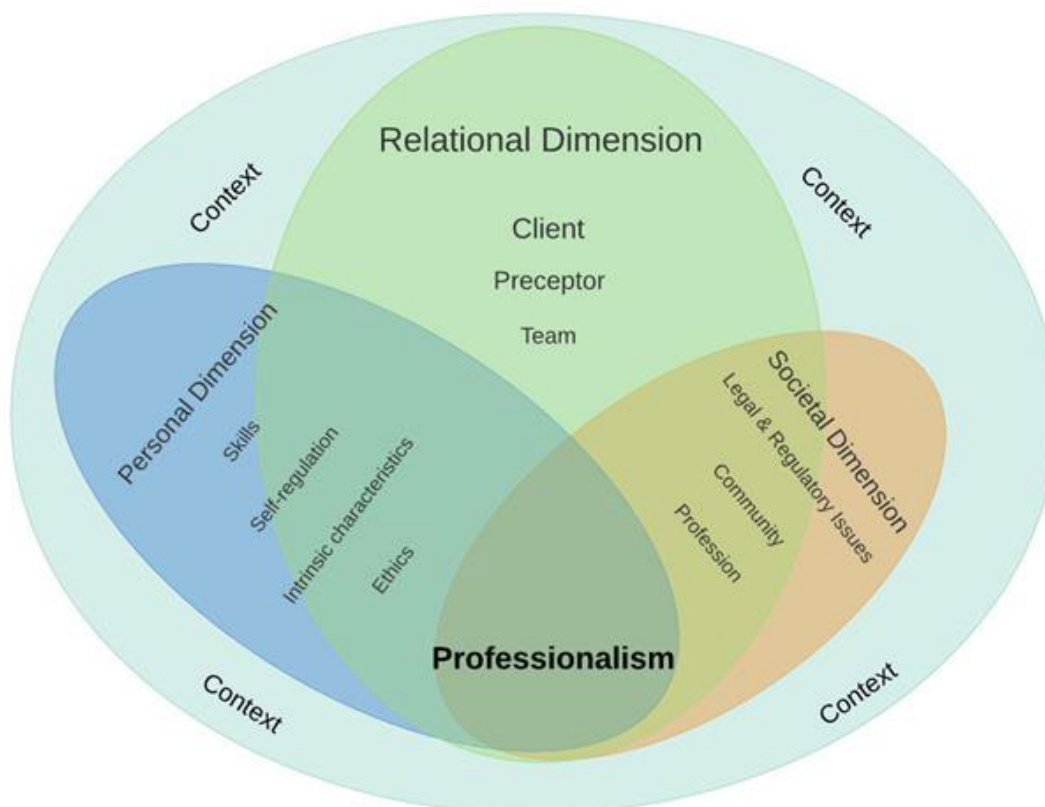 Relational Dimension
Client
Preceptor
Team
Context
Context
Personal Dimension
Skills
Self-regulation
Intrinsic characteristics
Ethics
Societal Dimension
Legal & Regulatory Issues
Community
Profession
Professionalism
Context
Context